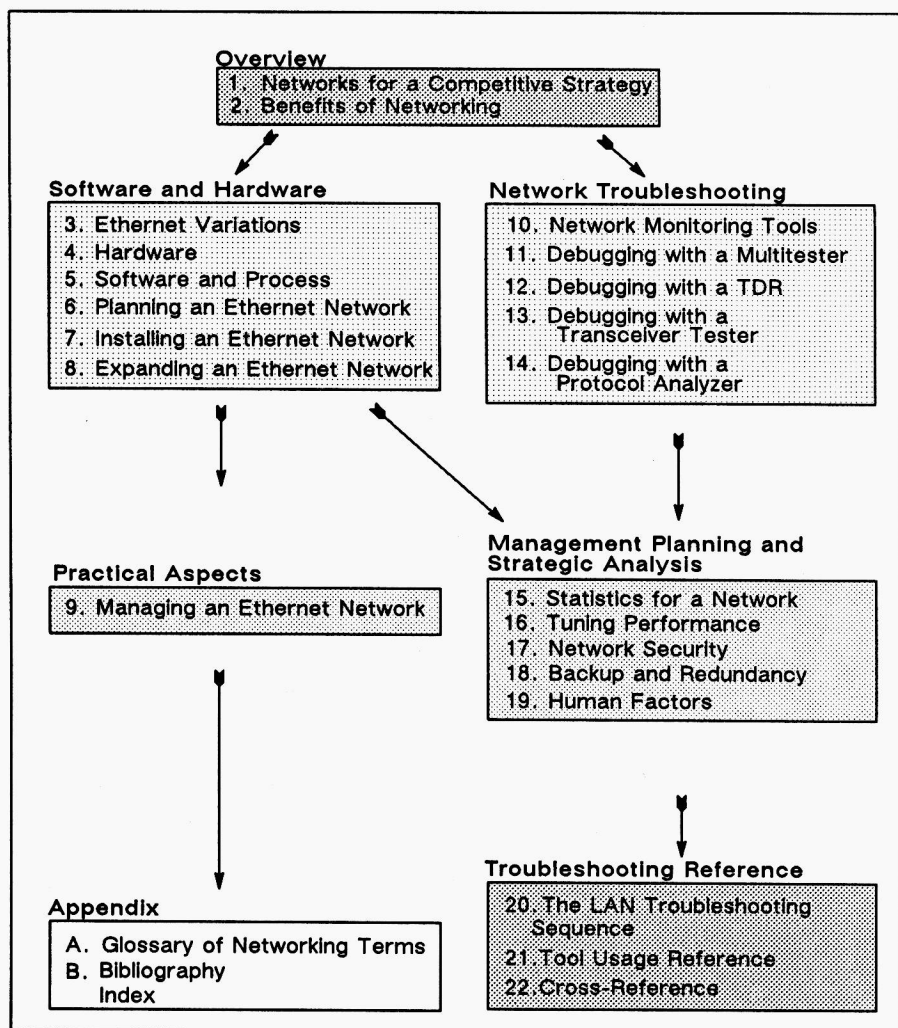 Overview
1. Networks for a Competitive Strategy
2. Benefits of Networking
Software and Hardware
3. Ethernet Variations
4. Hardware
5. Software and Process
6. Planning an Ethernet Network
7. Installing an Ethernet Network
8. Expanding an Ethernet Network
Network Troubleshooting
10. Network Monitoring Tools
11. Debugging with a Multitester
12. Debugging with a TDR
13. Debugging with a
Transceiver Tester
14. Debugging with a
Protocol Analyzer
Practical Aspects
9. Managing an Ethernet Network
Management Planning and
Strategic Analysis
15. Statistics for a Network
16. Tuning Performance
17. Network Security
18. Backup and Redundancy
19. Human Factors
Appendix
A. Glossary of Networking Terms
B. Bibliography
Index
Troubleshooting Reference
20. The LAN Troubleshooting
Sequence
21.Tool Usage Reference
22.Cross-Reference